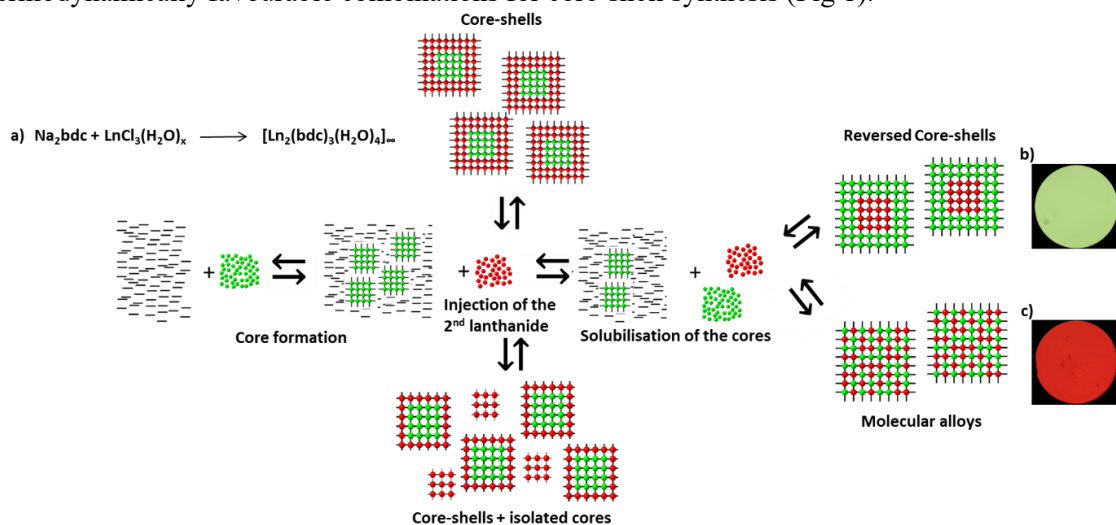 thermodynamically favourable combinations for core-shell synthesis (Fig 1).
Core-shells
a) Na₂bdc + LnCl₃(H₂O)ₓ ⟶ [Ln₂(bdc)₃(H₂O)₄]∞
Reversed Core-shells
b)
+
+
+
Injection of the
2nd lanthanide
Core formation
Solubilisation of the cores
c)
Molecular alloys
Core-shells + isolated cores